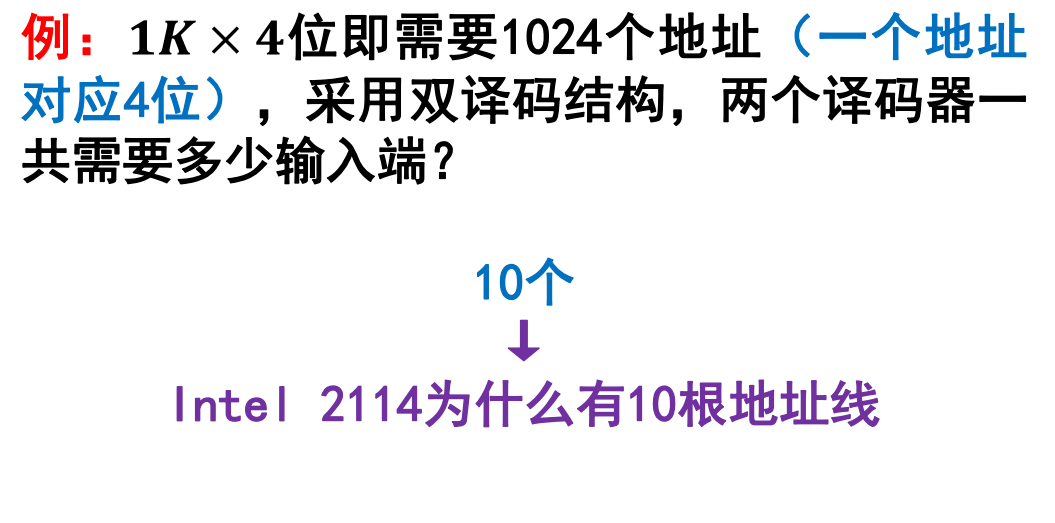 例：1K × 4位即需要1024个地址（一个地址
对应4位），采用双译码结构，两个译码器一
共需要多少输入端？
10个
↓
Intel 2114为什么有10根地址线